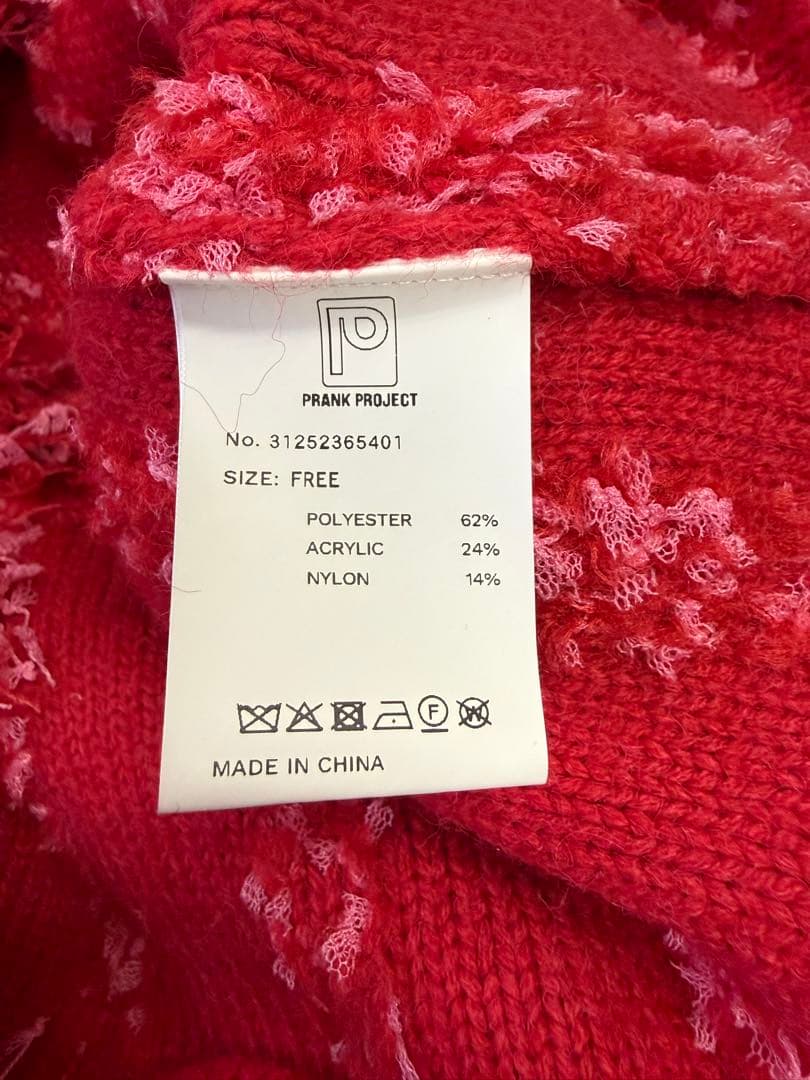 P
PRANK PROJECT
No. 31252365401
SIZE: FREE
POLYESTER 62%
ACRYLIC 24%
NYLON 14%
F W
MADE IN CHINA